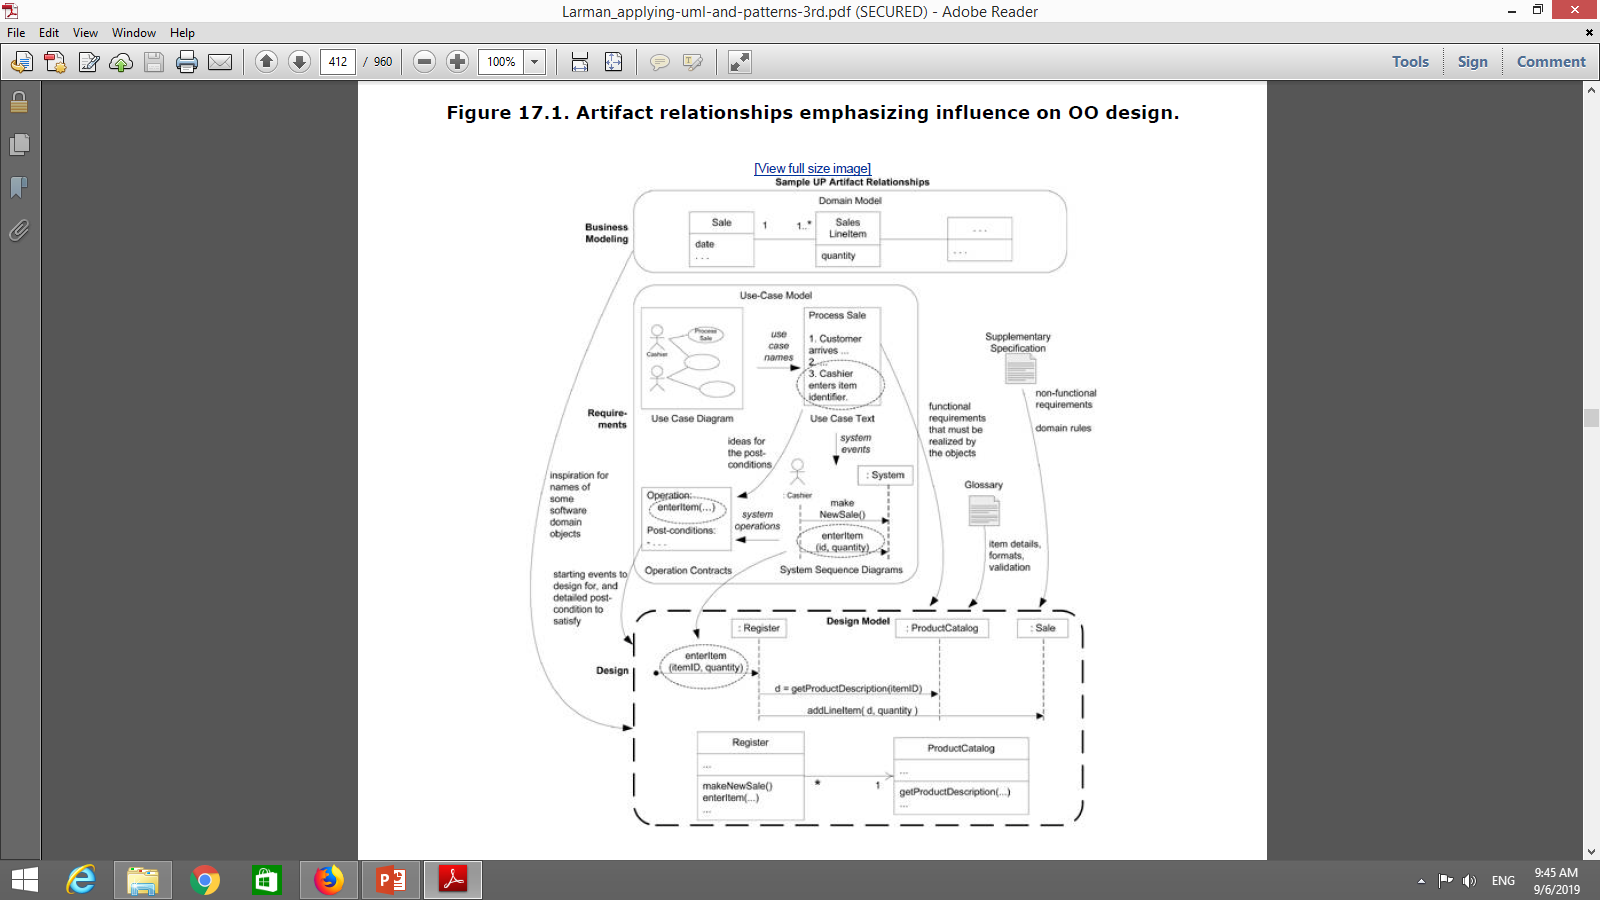 Larman_applying-uml-and-patterns-3rd.pdf (SECURED) - Adobe Reader
File Edit View Window Help
412 / 960 100% Tools Sign Comment
Figure 17.1. Artifact relationships emphasizing influence on OO design.
[View full size image]
Sample UP Artifact Relationships
Domain Model
Business
Modeling
Sale
date
. . .
1
1..*
Sales
LineItem
quantity
. . .
. . .
Use-Case Model
Process
Sale
Cashier
Use Case Diagram
use
case
names
Process Sale
1. Customer
arrives ...
2. ...
3. Cashier
enters item
identifier.
Use Case Text
Require-
ments
Supplementary
Specification
non-functional
requirements
domain rules
functional
requirements
that must be
realized by
the objects
ideas for
the post-
conditions
system
events
: Cashier
: System
make
NewSale()
enterItem
(id, quantity)
System Sequence Diagrams
system
operations
Operation:
enterItem(...)
Post-conditions:
- . . .
Operation Contracts
Glossary
item details,
formats,
validation
inspiration for
names of
some
software
domain
objects
starting events to
design for, and
detailed post-
condition to
satisfy
Design
Design Model
: Register
: ProductCatalog
: Sale
enterItem
(itemID, quantity)
d = getProductDescription(itemID)
addLineItem( d, quantity )
Register
...
makeNewSale()
enterItem(...)
...
*
1
ProductCatalog
...
getProductDescription(...)
...
ENG
9:45 AM
9/6/2019